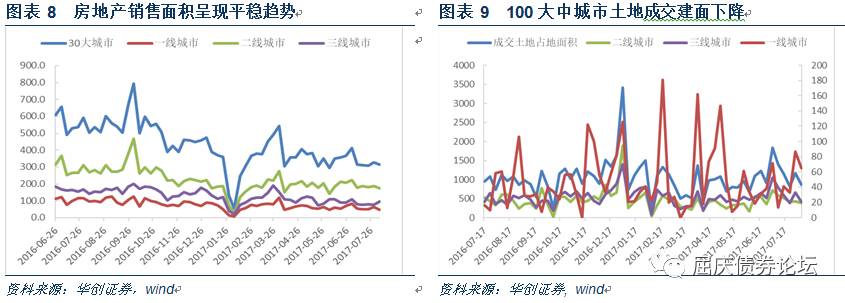 图表 8 房地产销售面积呈现平稳趋势
30大城市 一线城市 二线城市 三线城市
900.0
800.0
700.0
600.0
500.0
400.0
300.0
200.0
100.0
0.0
2016-06-26 2016-07-26 2016-08-26 2016-09-26 2016-10-26 2016-11-26 2016-12-26 2017-01-26 2017-02-26 2017-03-26 2017-04-26 2017-05-26 2017-06-26 2017-07-26
资料来源：华创证券，wind
图表 9 100 大中城市土地成交建面下降
成交土地占地面积 二线城市 三线城市 一线城市
4000 200
3500 180
3000 160
2500 140
2000 120
1500 100
1000 80
500 60
0 40
20
0
2016-07-17 2016-08-17 2016-09-17 2016-10-17 2016-11-17 2016-12-17 2017-01-17 2017-02-17 2017-03-17 2017-04-17 2017-05-17 2017-06-17 2017-07-17
屈庆债券论坛
资料来源：华创证券，wind